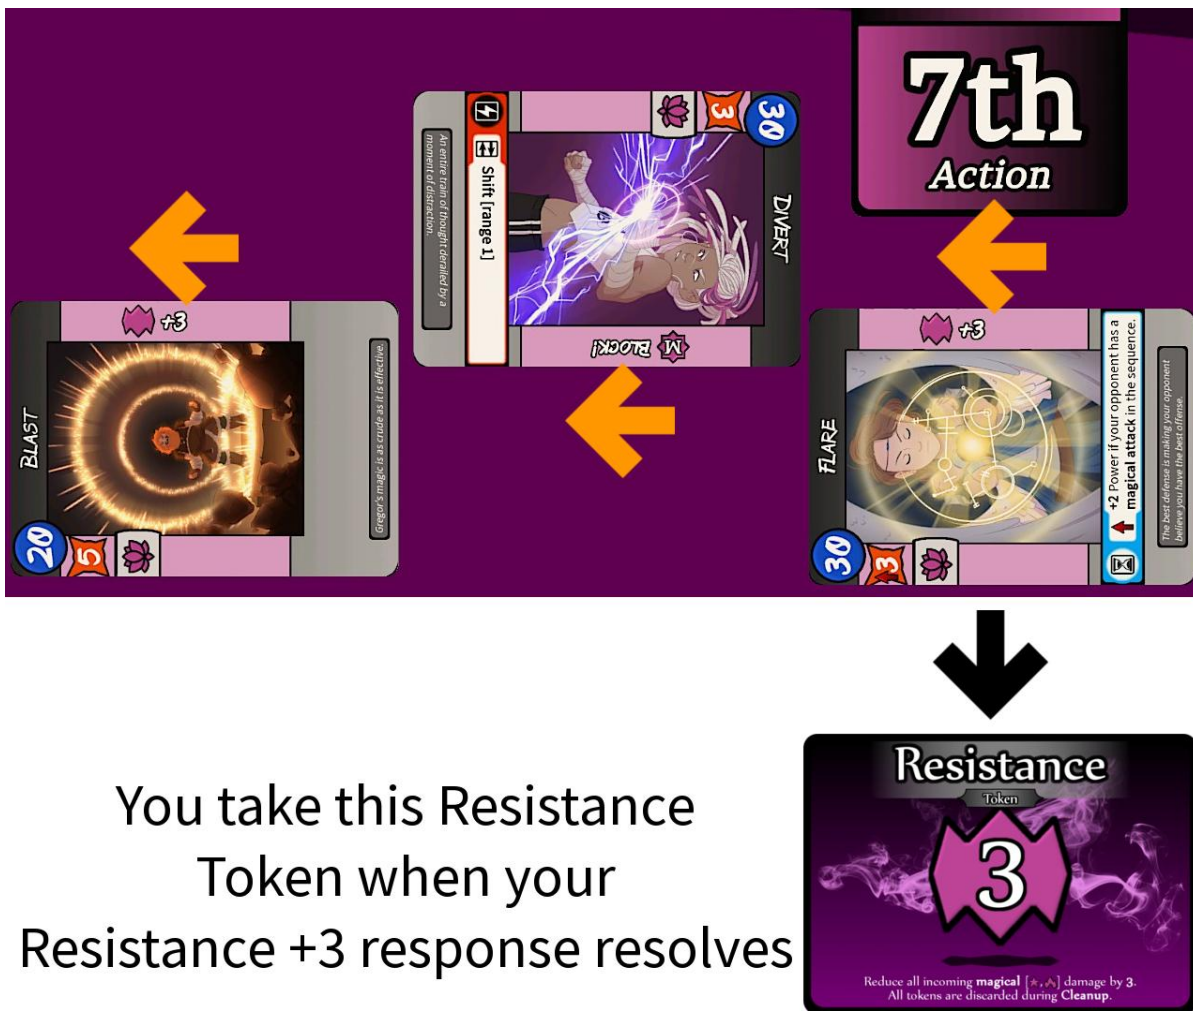 7th
Action
30
3
DIVERT
BLOCK!
Shift [range 1]
An entire train of thought derailed by a
moment of distraction.
+3
BLAST
20
5
Gregor's magic is as crude as it is effective.
+3
FLARE
30
3
+2 Power if your opponent has a
magical attack in the sequence.
The best defense is making your opponent
believe you have the best offense.
You take this Resistance
Token when your
Resistance +3 response resolves
Resistance
Token
3
Reduce all incoming magical [ , ] damage by 3.
All tokens are discarded during Cleanup.
M